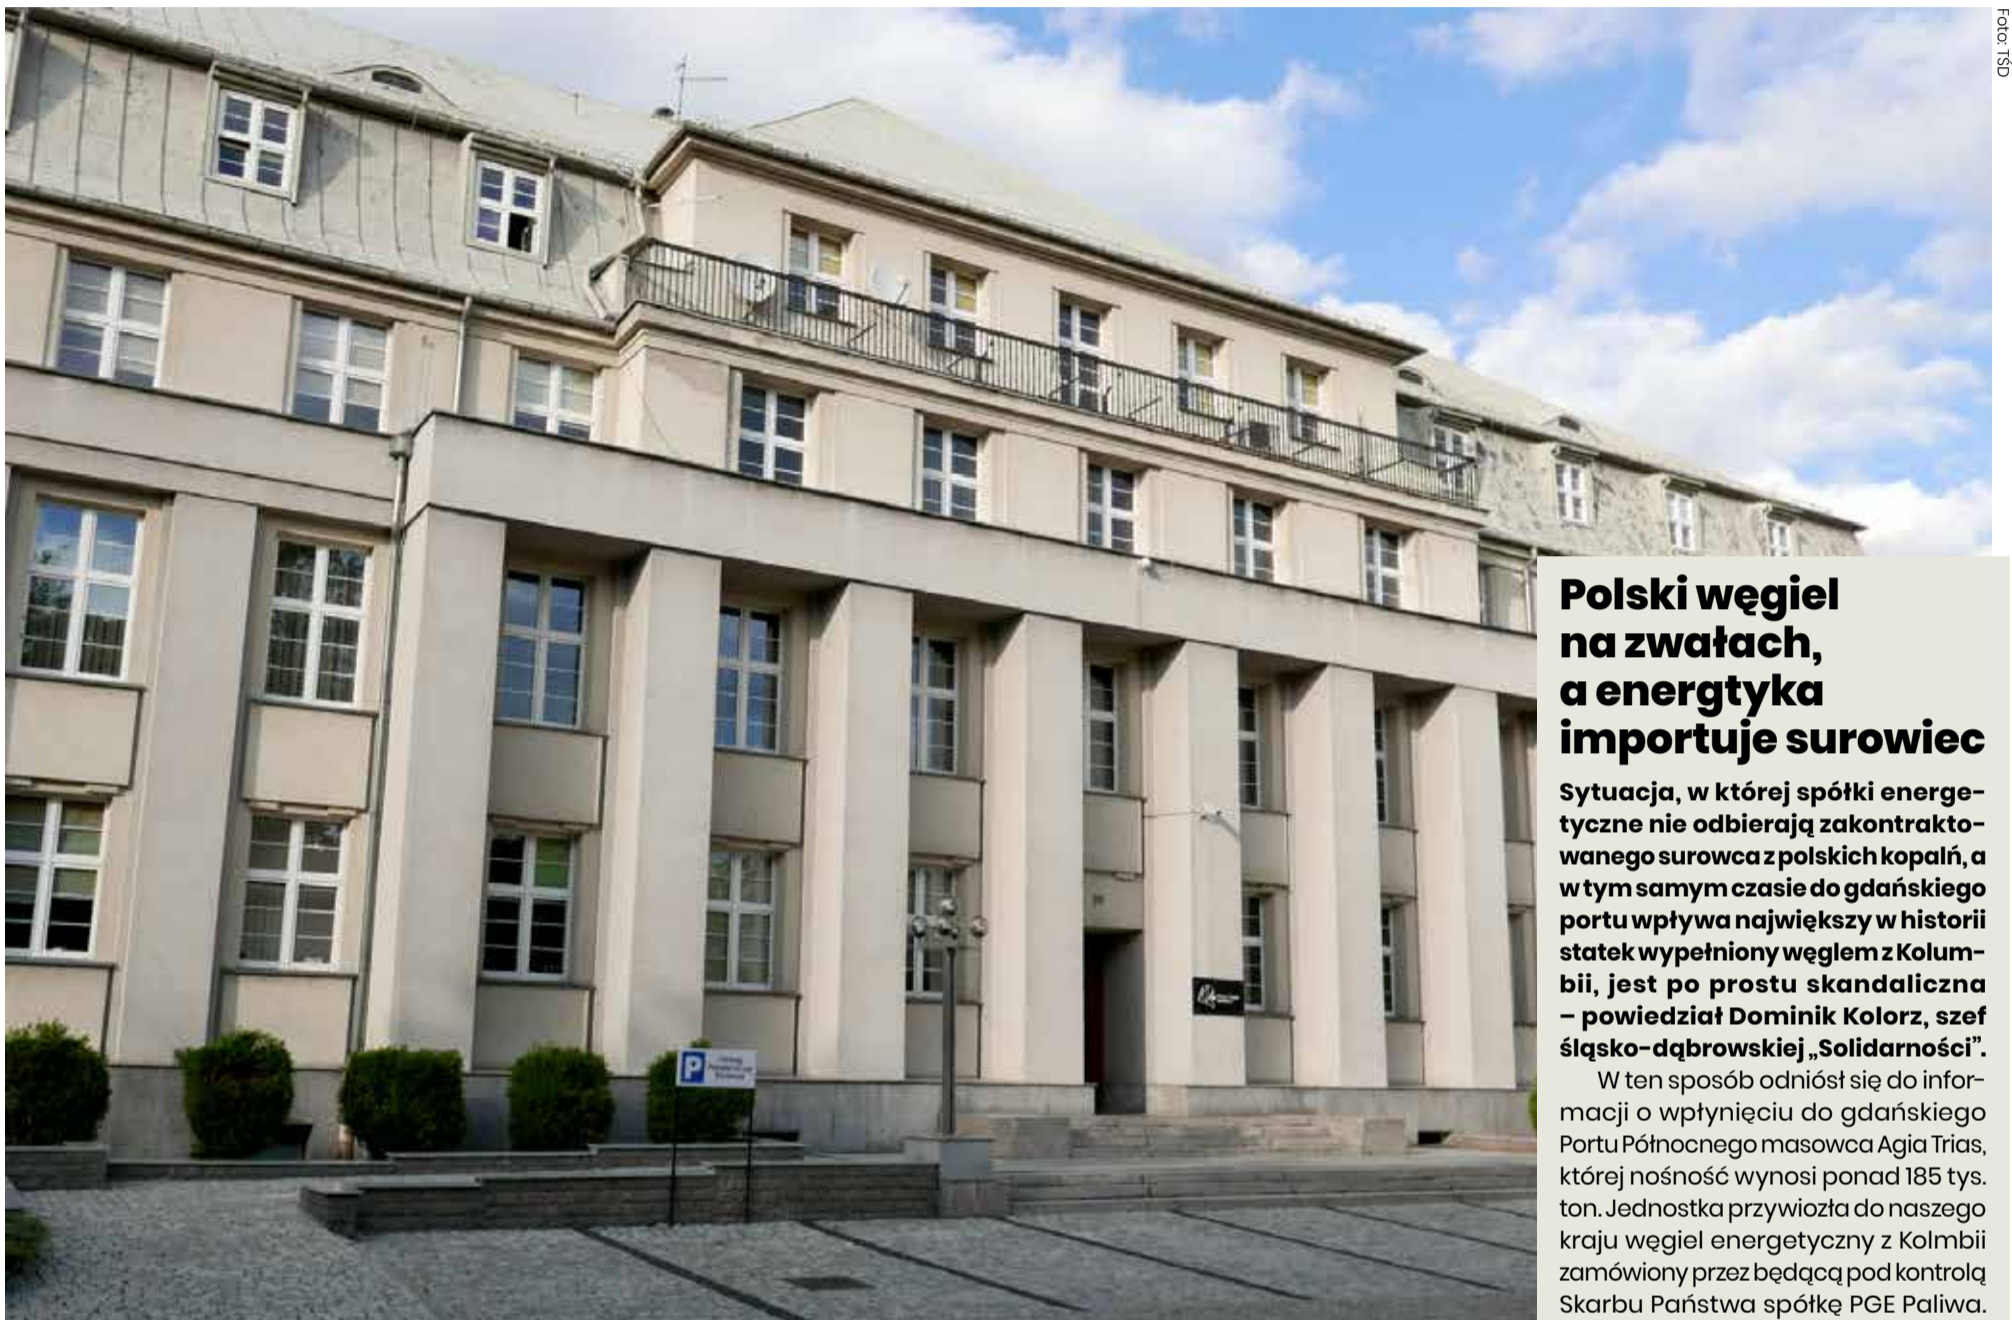 Foto: TŚD
Polski węgiel
na zwałach,
a energtyka
importuje surowiec
Sytuacja, w której spółki energe-
tyczne nie odbierają zakontrakto-
wanego surowca z polskich kopalń, a
w tym samym czasie do gdańskiego
portu wpływa największy w historii
statek wypełniony węglem z Kolum-
bii, jest po prostu skandaliczna
– powiedział Dominik Kolorz, szef
śląsko-dąbrowskiej „Solidarności”.
W ten sposób odniósł się do infor-
macji o wpłynięciu do gdańskiego
Portu Północnego masowca Agia Trias,
której nośność wynosi ponad 185 tys.
ton. Jednostka przywiozła do naszego
kraju węgiel energetyczny z Kolmbii
zamówiony przez będącą pod kontrolą
Skarbu Państwa spółkę PGE Paliwa.
P